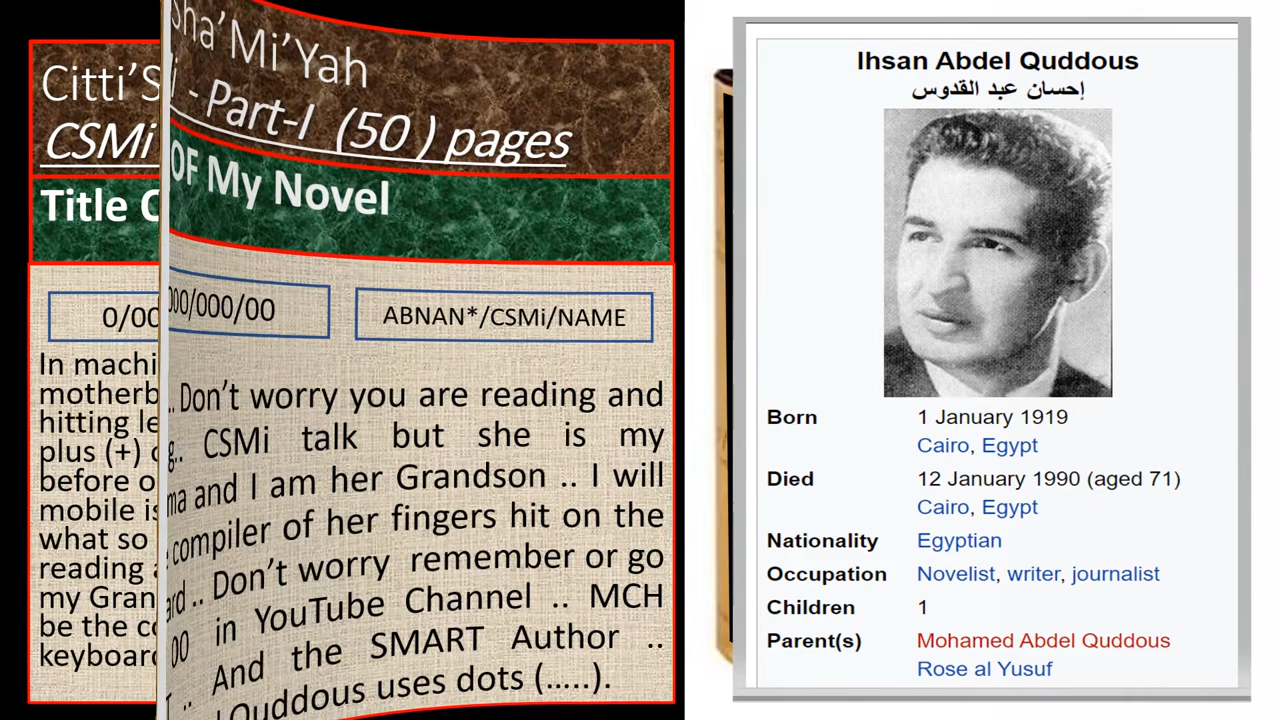 Citti'S
CSMi
Title
0/00
In machi
motherb
hitting le
plus (+)
before o
mobile is
what so
reading
my Gran
be the co
keyboard
Sha'Mi'Yah
i - Part-I (50 ) pages
OF My Novel
000/000/00
ABNAN*/CSMi/NAME
.. Don't worry you are reading and
g.. CSMi talk but she is my
ma and I am her Grandson .. I will
compiler of her fingers hit on the
ard .. Don't worry remember or go
00 in YouTube Channel .. MCH
.. And the SMART Author ..
Quddous uses dots (.....).
Ihsan Abdel Quddous
إحسان عبد القدوس
Born 1 January 1919
Cairo, Egypt
Died 12 January 1990 (aged 71)
Cairo, Egypt
Nationality Egyptian
Occupation Novelist, writer, journalist
Children 1
Parent(s) Mohamed Abdel Quddous
Rose al Yusuf